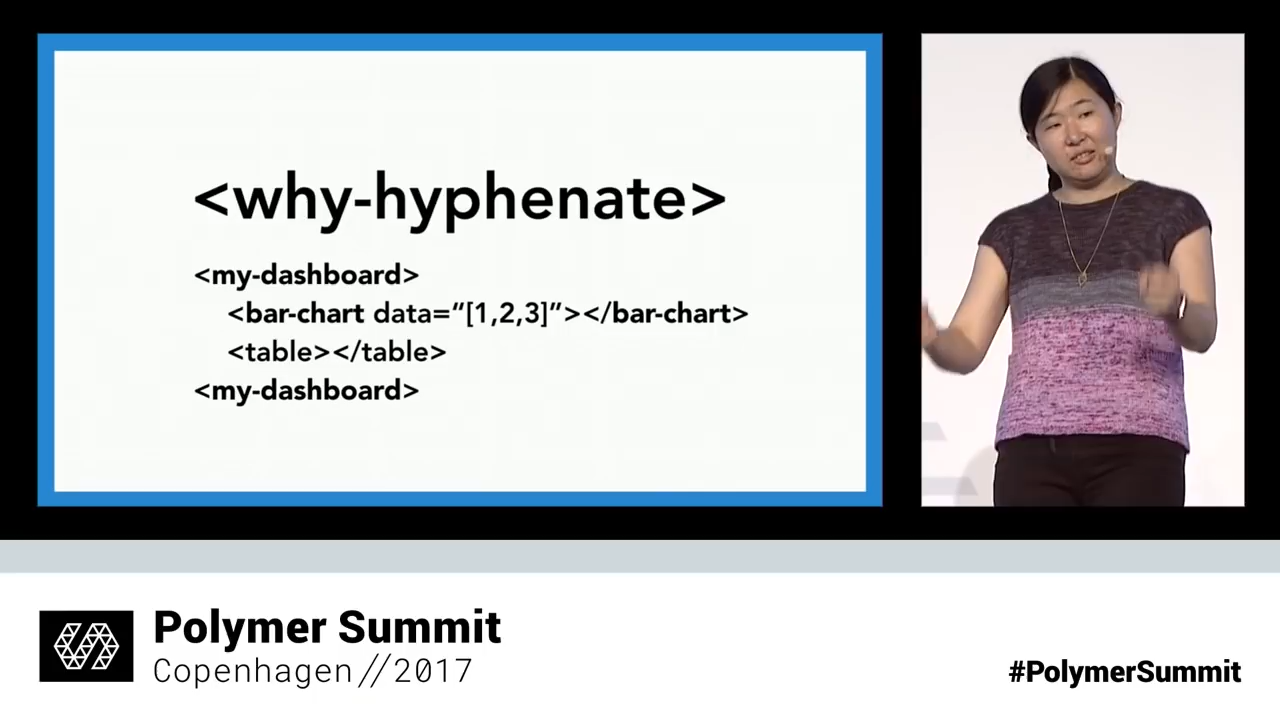 <why-hyphenate>
<my-dashboard>
<bar-chart data=“[1,2,3]”></bar-chart>
<table></table>
<my-dashboard>
Polymer Summit
Copenhagen//2017
#PolymerSummit